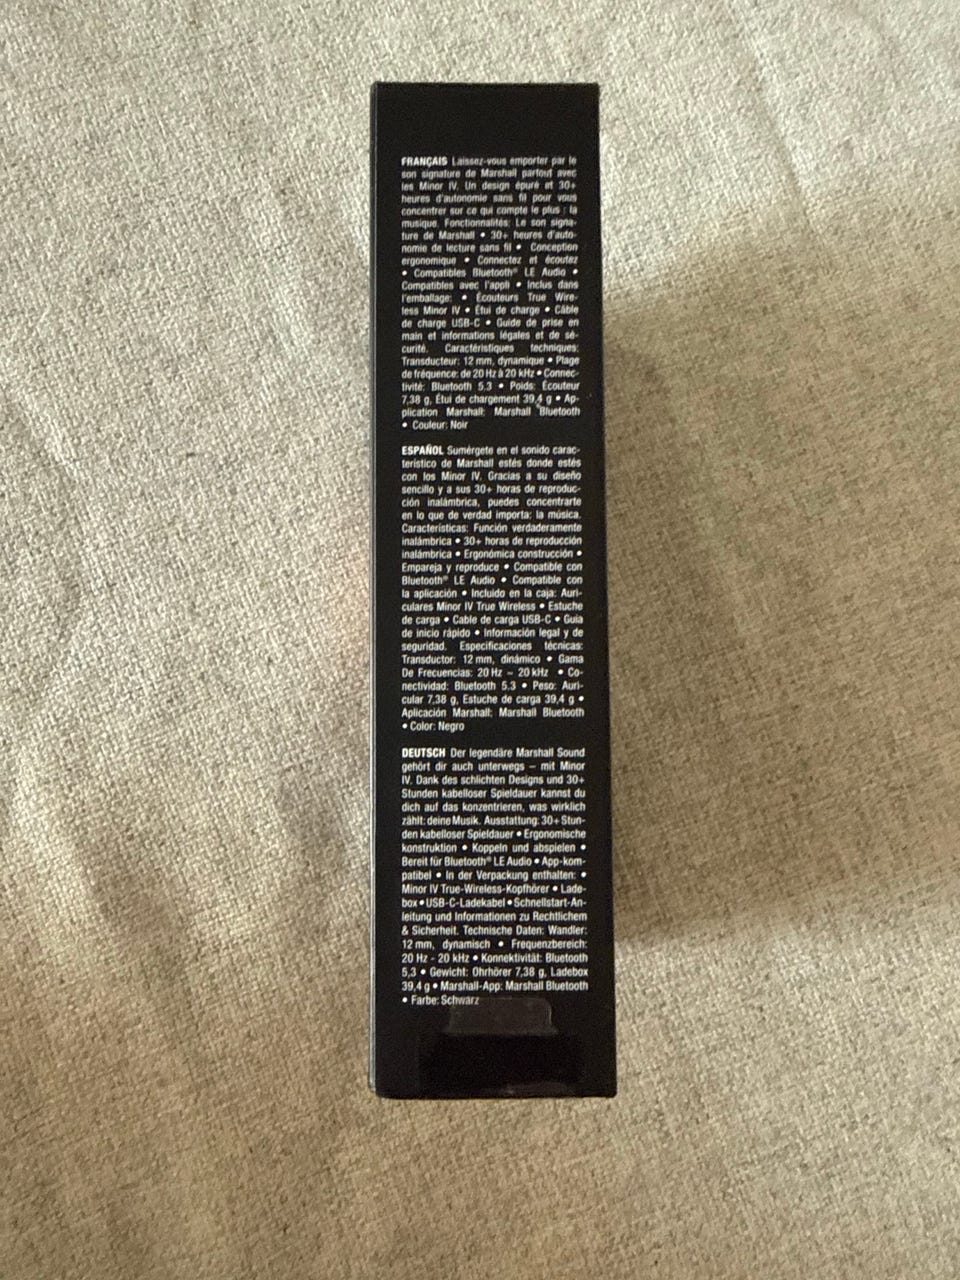 FRANÇAIS Laissez-vous emporter par le
son signature de Marshall partout avec
les Minor IV. Un design épuré et 30+
heures d'autonomie sans fil pour vous
concentrer sur ce qui compte le plus : la
musique. Fonctionnalités: Le son signa-
ture de Marshall • 30+ heures d'auto-
nomie de lecture sans fil • Conception
ergonomique • Connectez et écoutez
• Compatibles Bluetooth® LE Audio •
Compatibles avec l'appli • Inclus dans
l'emballage: • Écouteurs True Wire-
less Minor IV • Étui de charge • Câble
de charge USB-C • Guide de prise en
main et informations légales et de sé-
curité. Caractéristiques techniques:
Transducteur: 12 mm, dynamique • Plage
de fréquence: de 20 Hz à 20 kHz • Connec-
tivité: Bluetooth 5.3 • Poids: Écouteur
7,38 g, Étui de chargement 39,4 g • Ap-
plication Marshall: Marshall Bluetooth
• Couleur: Noir
ESPAÑOL Sumérgete en el sonido carac-
terístico de Marshall estés donde estés
con los Minor IV. Gracias a su diseño
sencillo y a sus 30+ horas de reproduc-
ción inalámbrica, puedes concentrarte
en lo que de verdad importa: la música.
Características: Función verdaderamente
inalámbrica • 30+ horas de reproducción
inalámbrica • Ergonómica construcción •
Empareja y reproduce • Compatible con
Bluetooth® LE Audio • Compatible con
la aplicación • Incluido en la caja: Auri-
culares Minor IV True Wireless • Estuche
de carga • Cable de carga USB-C • Guía
de inicio rápido • Información legal y de
seguridad. Especificaciones técnicas:
Transductor: 12 mm, dinámico • Gama
De Frecuencias: 20 Hz – 20 kHz • Co-
nectividad: Bluetooth 5.3 • Peso: Auri-
cular 7,38 g, Estuche de carga 39,4 g •
Aplicación Marshall: Marshall Bluetooth
• Color: Negro
DEUTSCH Der legendäre Marshall Sound
gehört dir auch unterwegs – mit Minor
IV. Dank des schlichten Designs und 30+
Stunden kabelloser Spieldauer kannst du
dich auf das konzentrieren, was wirklich
zählt: deine Musik. Ausstattung: 30+ Stun-
den kabelloser Spieldauer • Ergonomische
konstruktion • Koppeln und abspielen •
Bereit für Bluetooth® LE Audio • App-kom-
patibel • In der Verpackung enthalten: •
Minor IV True-Wireless-Kopfhörer • Lade-
box • USB-C-Ladekabel • Schnellstart-An-
leitung und Informationen zu Rechtlichem
& Sicherheit. Technische Daten: Wandler:
12 mm, dynamisch • Frequenzbereich:
20 Hz - 20 kHz • Konnektivität: Bluetooth
5,3 • Gewicht: Ohrhörer 7,38 g, Ladebox
39,4 g • Marshall-App: Marshall Bluetooth
• Farbe: Schwarz